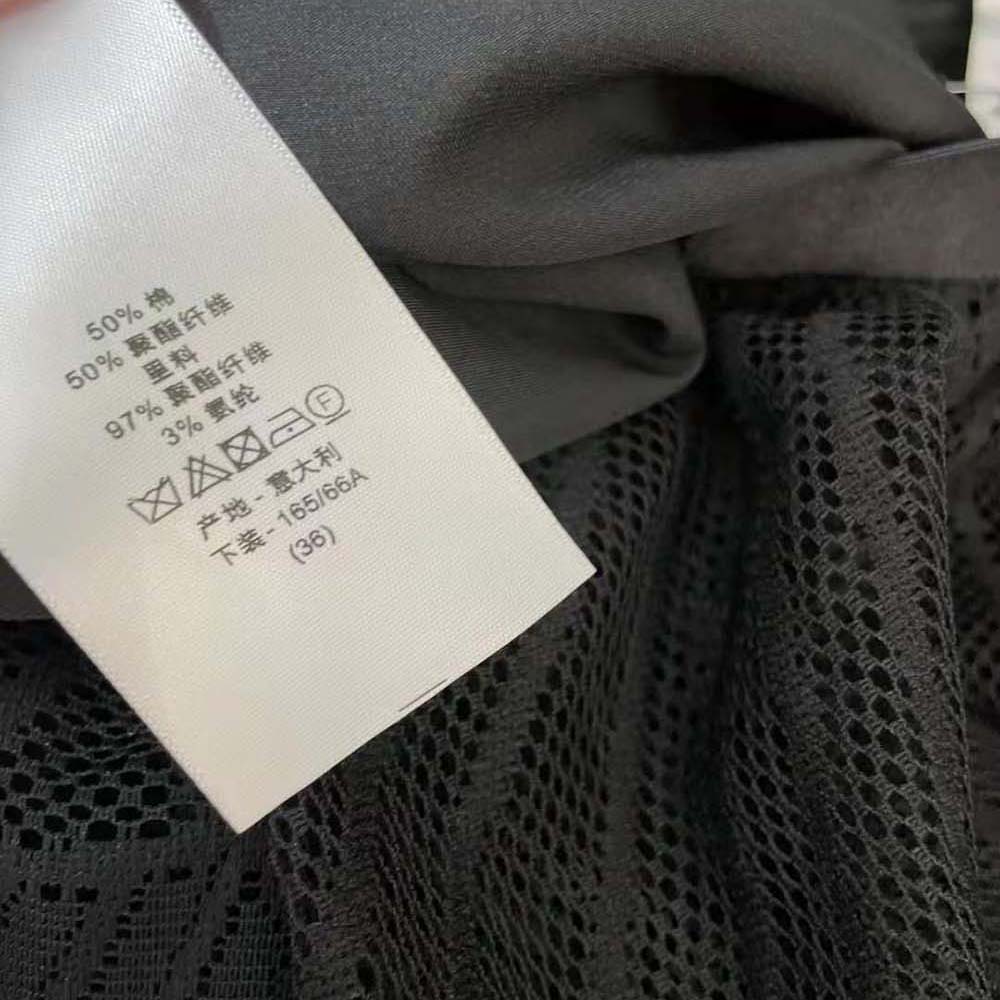 50% 棉
50% 聚酯纤维
里料
97% 聚酯纤维
3% 氨纶
F
产地 - 意大利
下装 - 165/66A
(36)